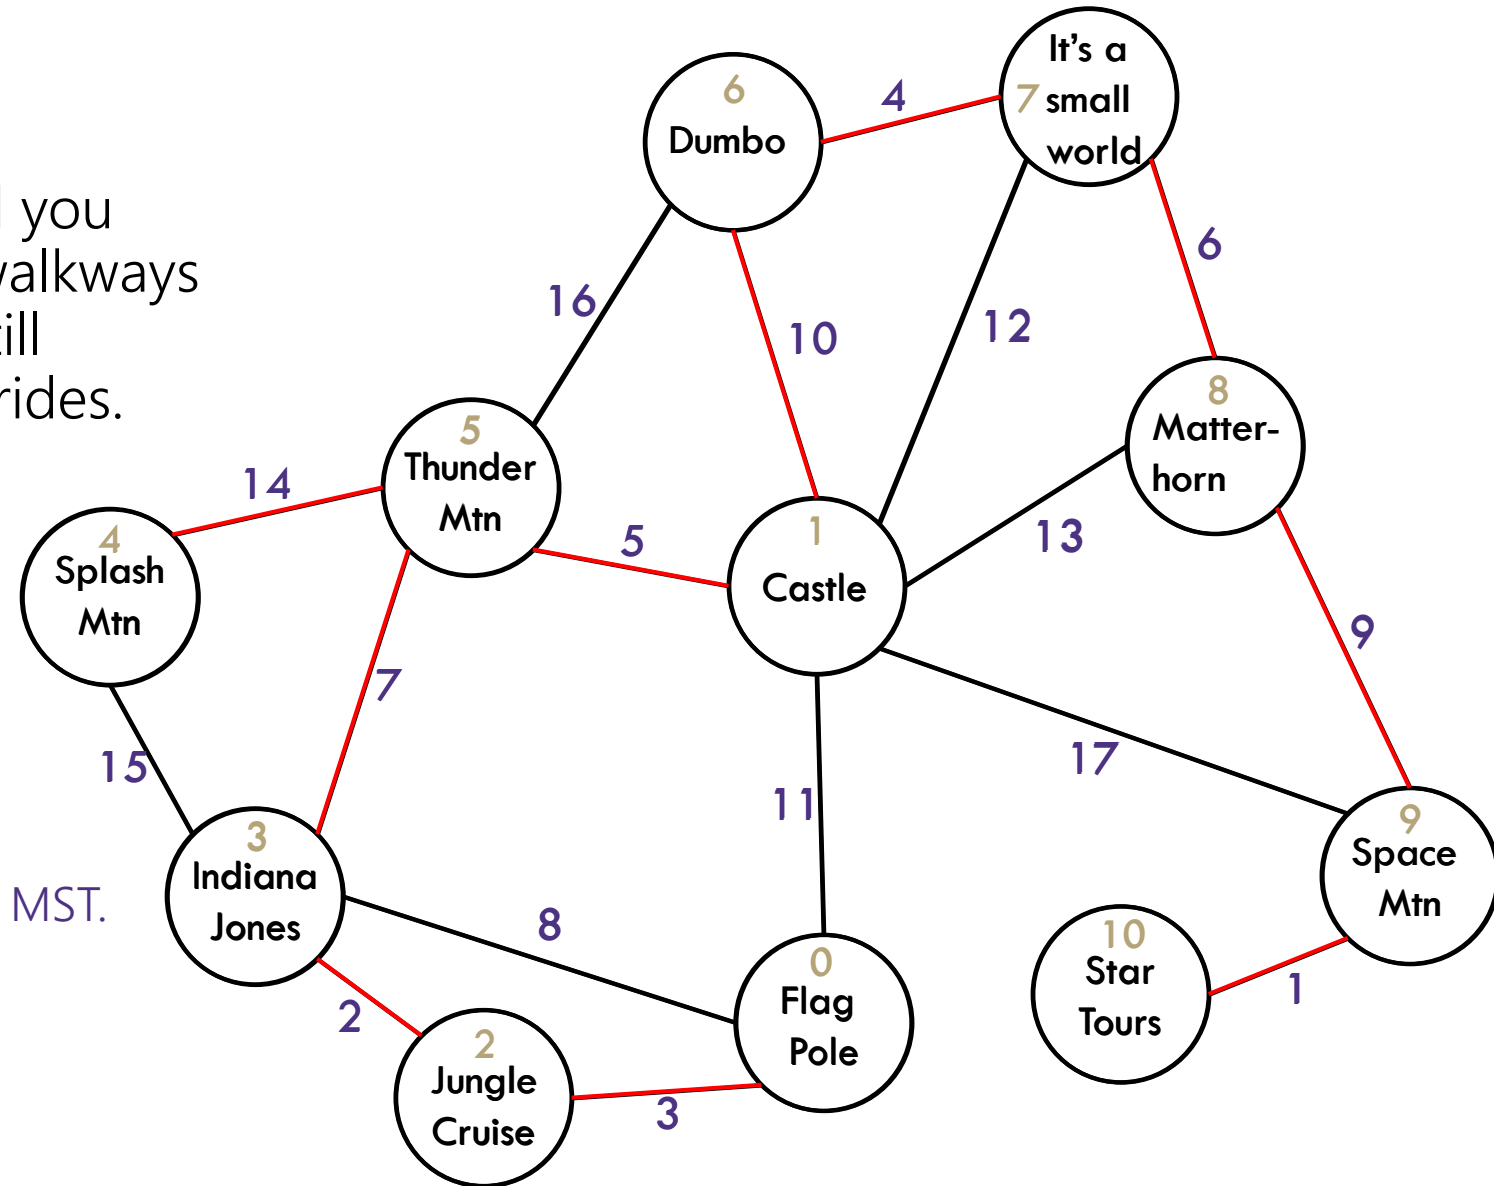 you
walkways
till
rides.
MST.
6
Dumbo
4
It's a
7 small
world
6
16
10
12
8
Matter-
horn
5
Thunder
Mtn
14
5
1
Castle
13
4
Splash
Mtn
9
7
15
17
11
3
Indiana
Jones
8
9
Space
Mtn
2
0
Flag
Pole
10
Star
Tours
1
2
Jungle
Cruise
3